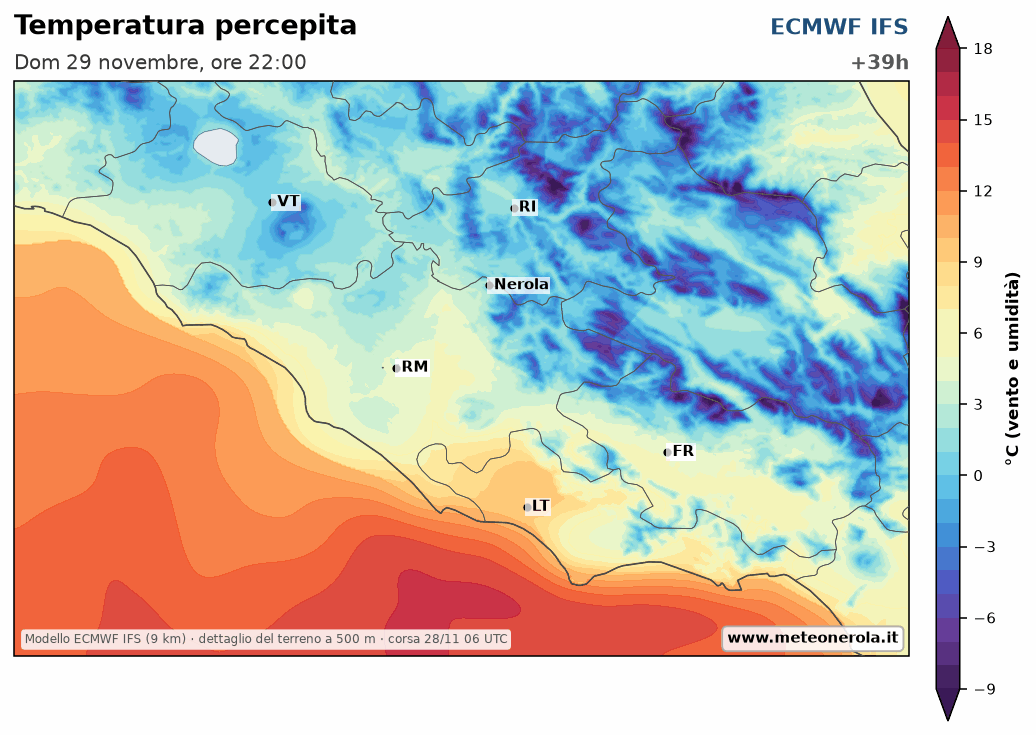 Temperatura percepita
ECMWF IFS
Dom 29 novembre, ore 22:00
+39h
VT
RI
Nerola
RM
FR
LT
Modello ECMWF IFS (9 km) · dettaglio del terreno a 500 m · corsa 28/11 06 UTC
www.meteonerola.it
18
15
12
9
6
3
0
−3
−6
−9
°C (vento e umidità)